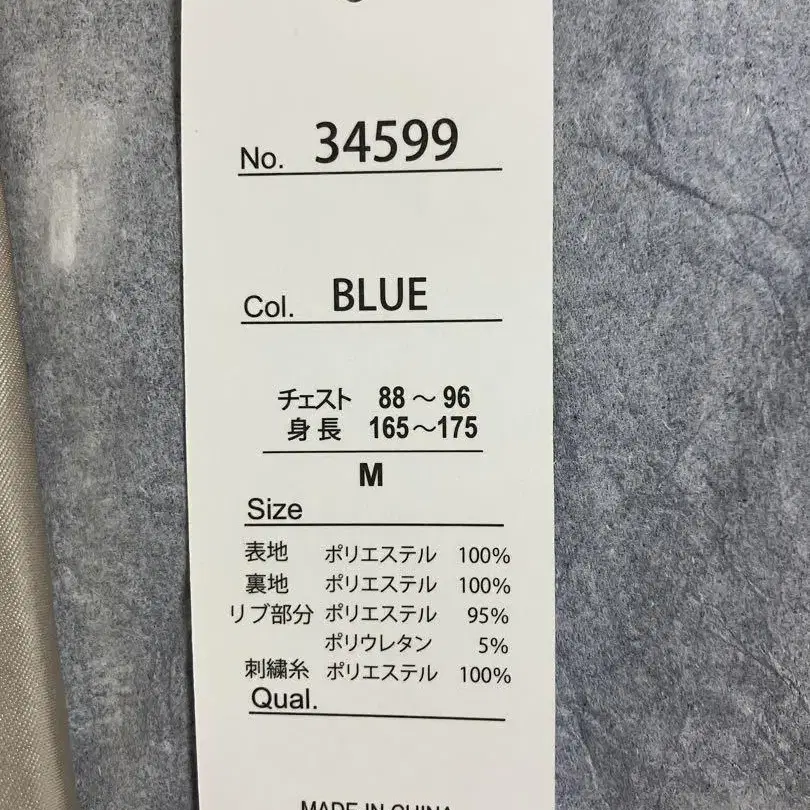 No. 34599
Col. BLUE
チェスト 88～96
身長 165～175
M
Size
表地 ポリエステル 100%
裏地 ポリエステル 100%
リブ部分 ポリエステル 95%
ポリウレタン 5%
刺繍糸 ポリエステル 100%
Qual.
MADE IN CHINA